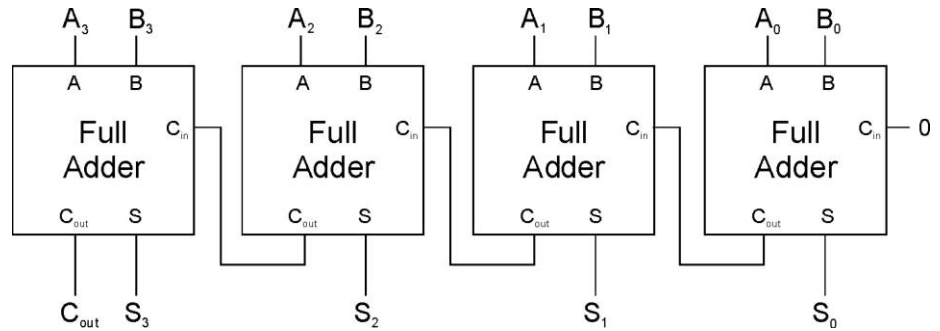 A₃ B₃ A₂ B₂ A₁ B₁ A₀ B₀
A B A B A B A B
Full Adder Cᵢₙ Full Adder Cᵢₙ Full Adder Cᵢₙ Full Adder Cᵢₙ 0
Cₒᵤₜ S Cₒᵤₜ S Cₒᵤₜ S Cₒᵤₜ S
Cₒᵤₜ S₃ S₂ S₁ S₀